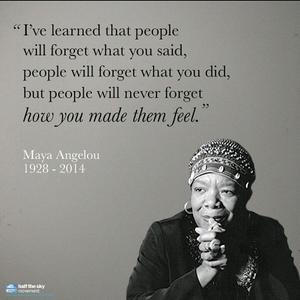 “I’ve learned that people
will forget what you said,
people will forget what you did,
but people will never forget
how you made them feel.”
Maya Angelou
1928 - 2014
half the sky
movement